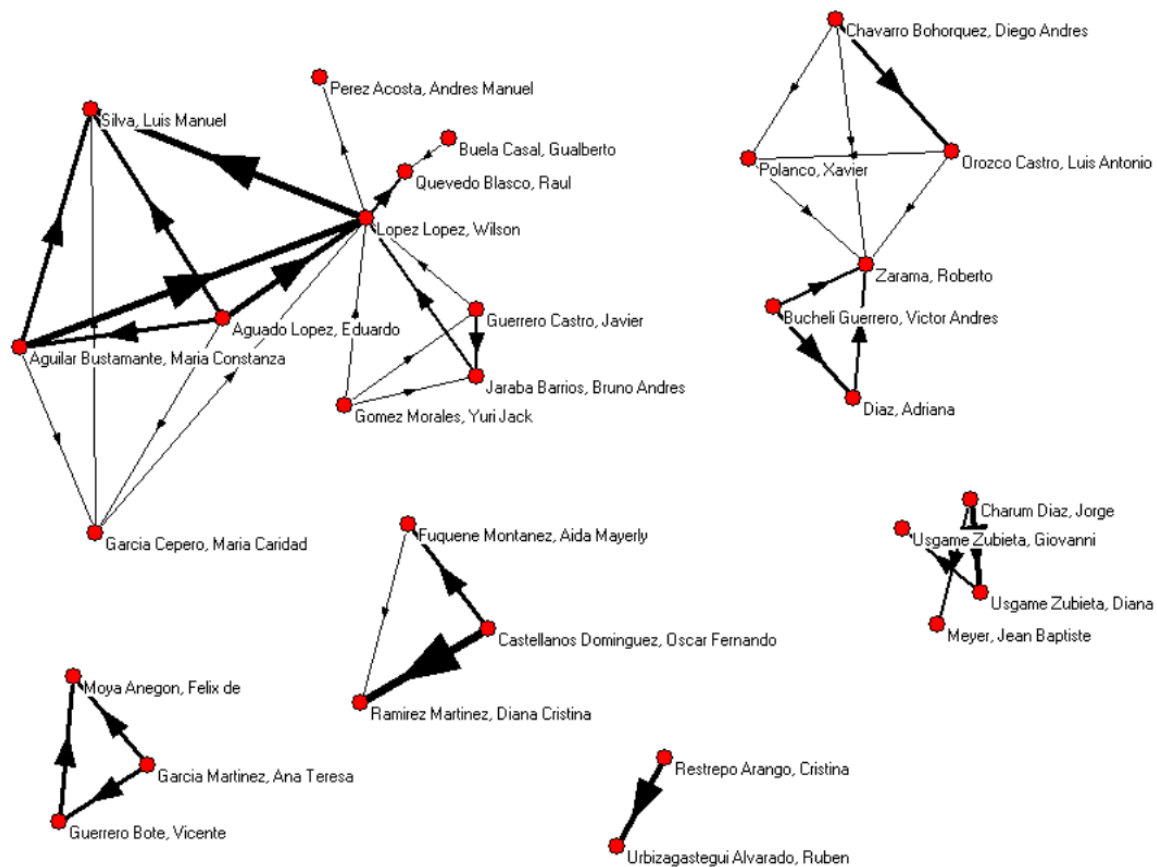 Chavarro Bohorquez, Diego Andres
Perez Acosta, Andres Manuel
Silva, Luis Manuel
Buela Casal, Gualberto
Polanco, Xavier
Orozco Castro, Luis Antonio
Quevedo Blasco, Raul
Lopez Lopez, Wilson
Zarama, Roberto
Guerrero Castro, Javier
Bucheli Guerrero, Victor Andres
Aguado Lopez, Eduardo
Aguilar Bustamante, Maria Constanza
Jaraba Barrios, Bruno Andres
Gomez Morales, Yuri Jack
Diaz, Adriana
Charum Diaz, Jorge
Usgame Zubieta, Giovanni
Garcia Cepero, Maria Caridad
Fuquene Montanez, Aida Mayerly
Usgame Zubieta, Diana
Meyer, Jean Baptiste
Castellanos Dominguez, Oscar Fernando
Moya Anegon, Felix de
Ramirez Martinez, Diana Cristina
Garcia Martinez, Ana Teresa
Restrepo Arango, Cristina
Guerrero Bote, Vicente
Urbizagastegui Alvarado, Ruben